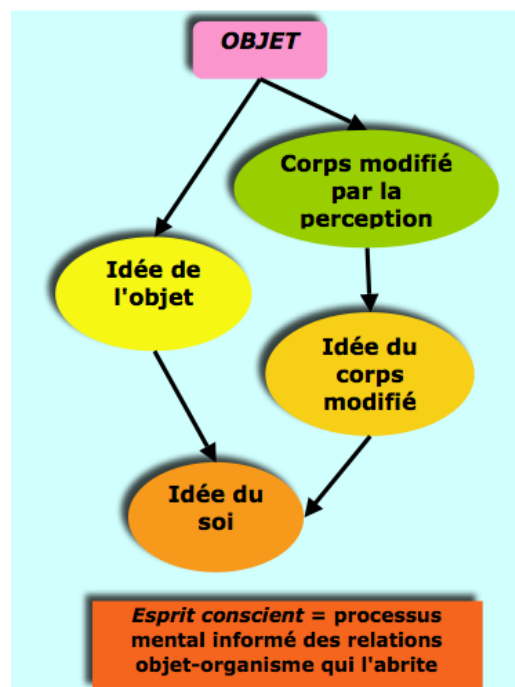 OBJET
Corps modifié
par la
perception
Idée de
l'objet
Idée du
corps
modifié
Idée du
soi
Esprit conscient = processus
mental informé des relations
objet-organisme qui l'abrite